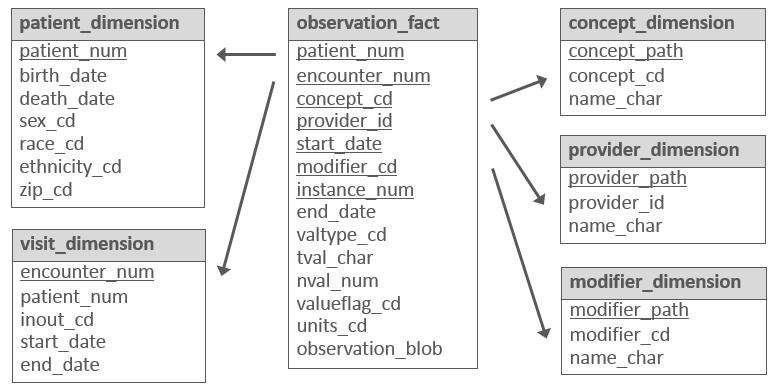 patient_dimension
patient_num
birth_date
death_date
sex_cd
race_cd
ethnicity_cd
zip_cd
visit_dimension
encounter_num
patient_num
inout_cd
start_date
end_date
observation_fact
patient_num
encounter_num
concept_cd
provider_id
start_date
modifier_cd
instance_num
end_date
valtype_cd
tval_char
nval_num
valueflag_cd
units_cd
observation_blob
concept_dimension
concept_path
concept_cd
name_char
provider_dimension
provider_path
provider_id
name_char
modifier_dimension
modifier_path
modifier_cd
name_char